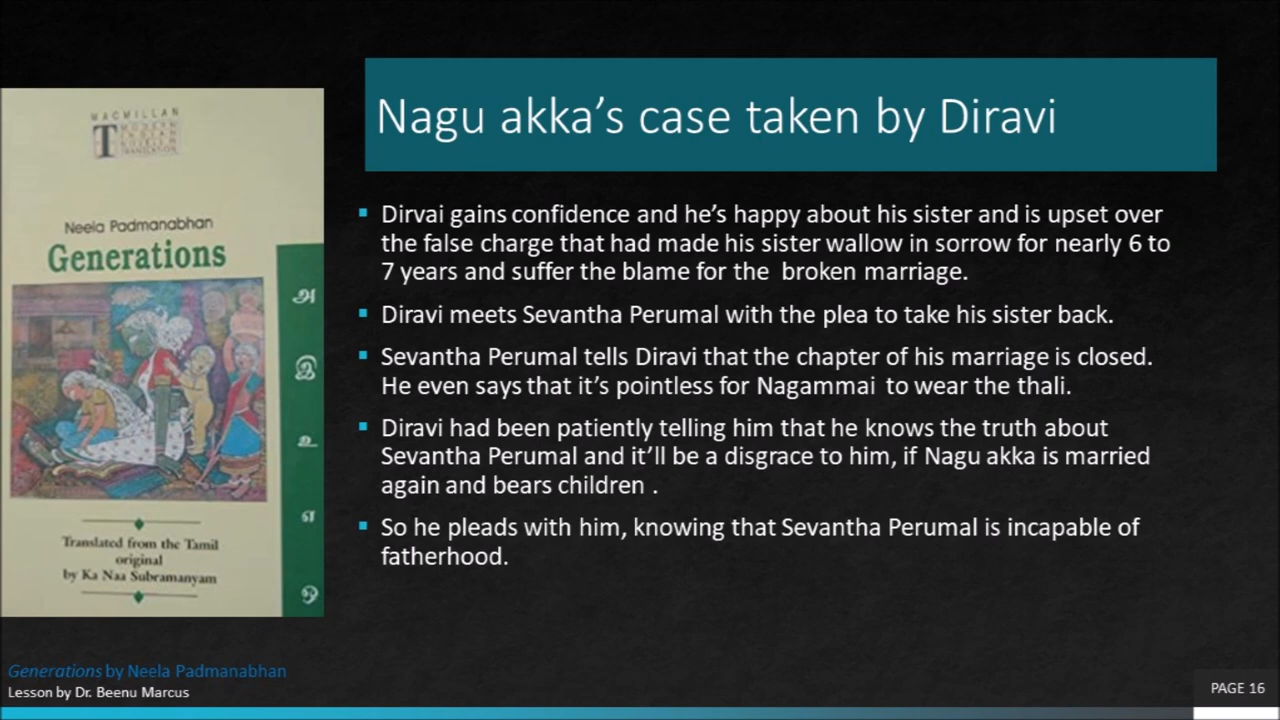 MACMILLAN
Neela Padmanabhan
Generations
அ
இ
உ
எ
ஒ
Translated from the Tamil
original
by Ka Naa Subramanyam
Nagu akka's case taken by Diravi
Dirvai gains confidence and he's happy about his sister and is upset over
the false charge that had made his sister wallow in sorrow for nearly 6 to
7 years and suffer the blame for the broken marriage.
Diravi meets Sevantha Perumal with the plea to take his sister back.
Sevantha Perumal tells Diravi that the chapter of his marriage is closed.
He even says that it's pointless for Nagammai to wear the thali.
Diravi had been patiently telling him that he knows the truth about
Sevantha Perumal and it'll be a disgrace to him, if Nagu akka is married
again and bears children .
So he pleads with him, knowing that Sevantha Perumal is incapable of
fatherhood.
Generations by Neela Padmanabhan
Lesson by Dr. Beenu Marcus
PAGE 16